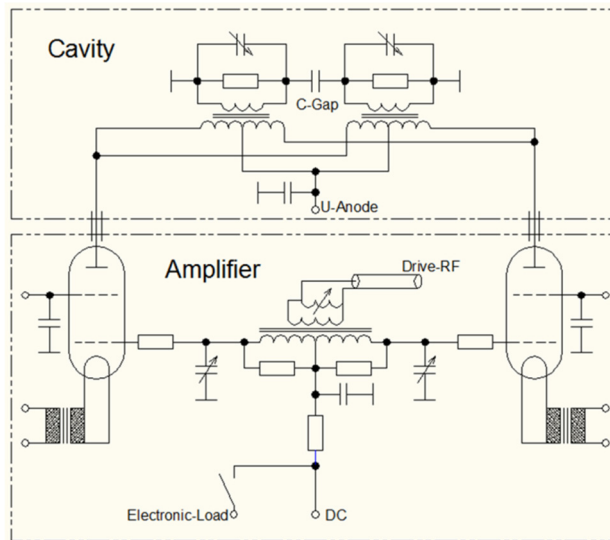 Cavity
C-Gap
U-Anode
Amplifier
Drive-RF
Electronic-Load
DC